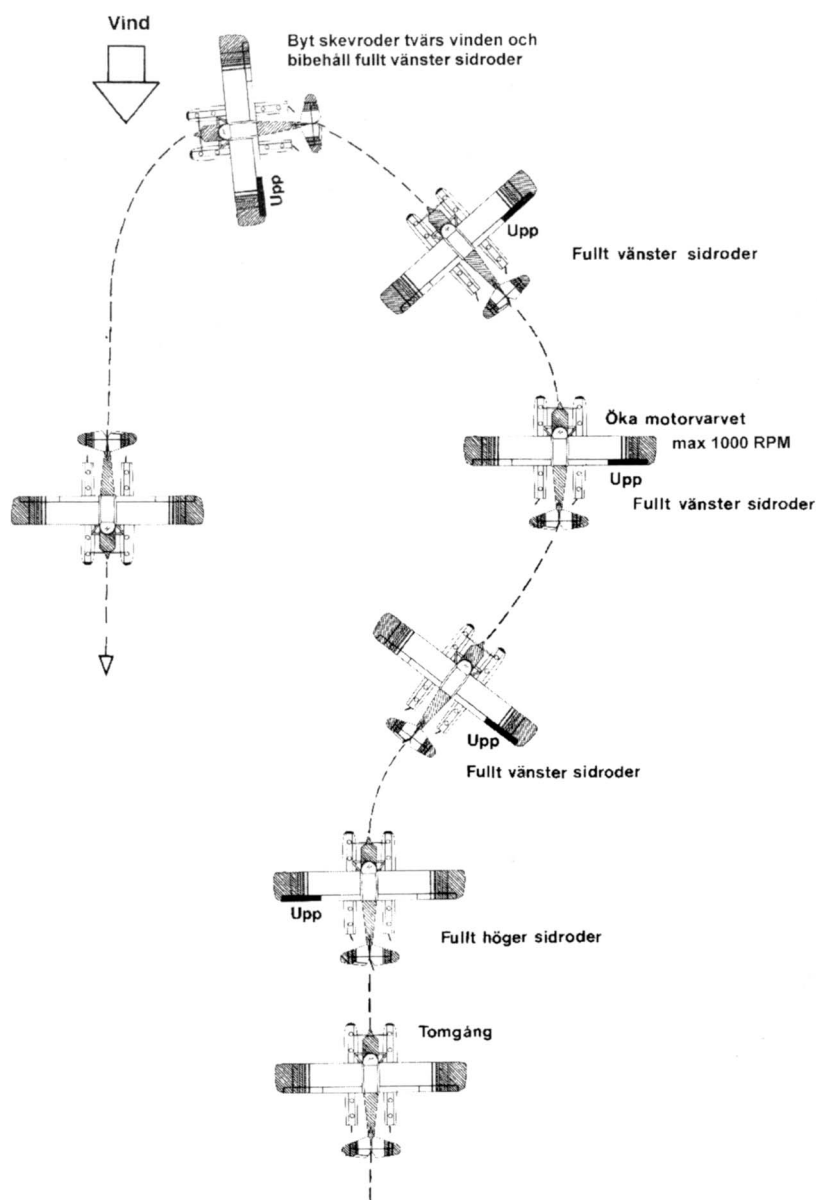 Vind
Byt skevroder tvärs vinden och
bibehåll fullt vänster sidroder
Upp
Upp
Fullt vänster sidroder
Öka motorvarvet
max 1000 RPM
Upp
Fullt vänster sidroder
Upp
Fullt vänster sidroder
Upp
Fullt höger sidroder
Tomgång